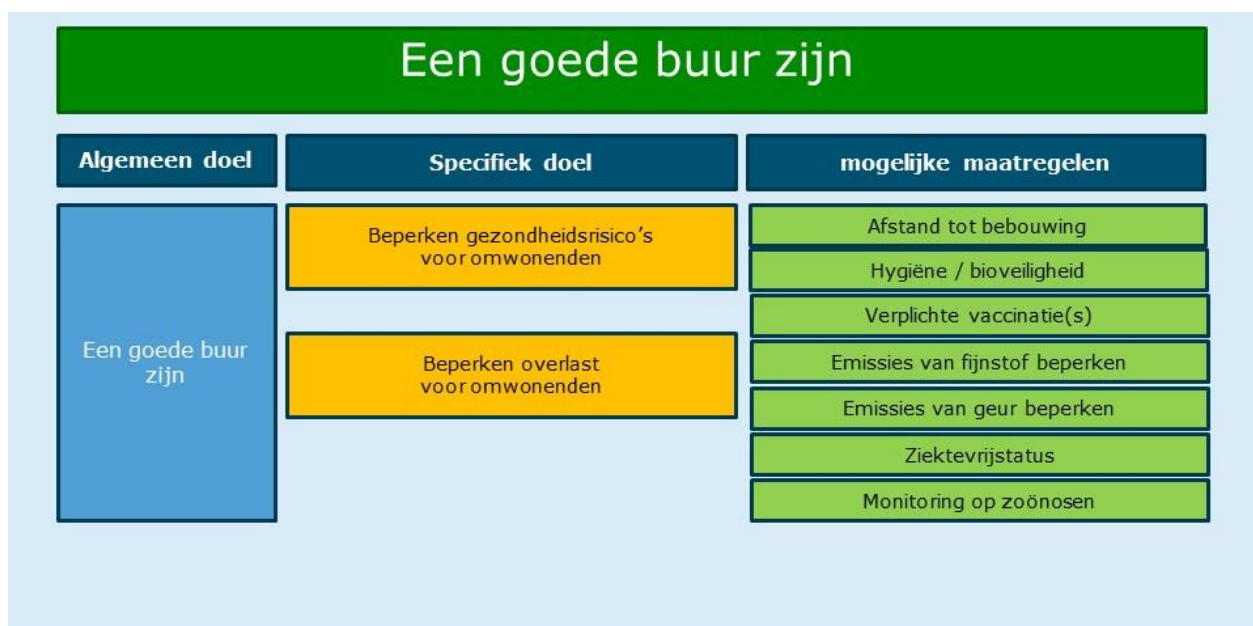 Een goede buur zijn
Algemeen doel
Specifiek doel
mogelijke maatregelen
Een goede buur
zijn
Beperken gezondheidsrisico's
voor omwonenden
Beperken overlast
voor omwonenden
Afstand tot bebouwing
Hygiëne / bioveiligheid
Verplichte vaccinatie(s)
Emissies van fijnstof beperken
Emissies van geur beperken
Ziektevrijstatus
Monitoring op zoönosen